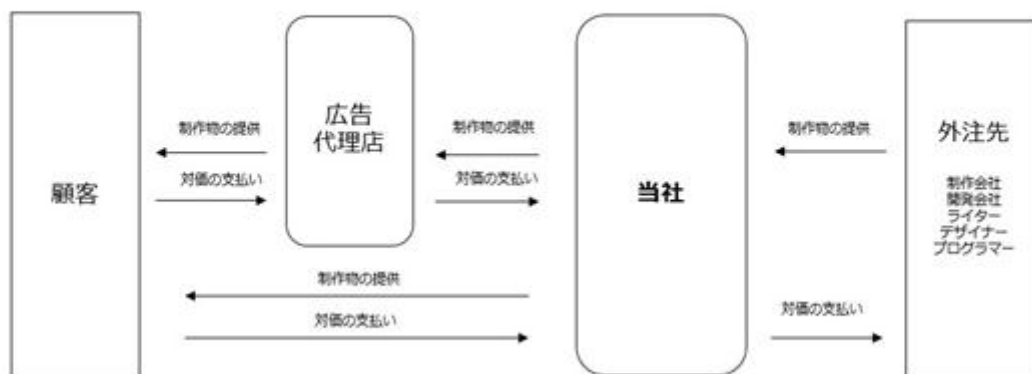 顧客
制作物の提供
対価の支払い
広告
代理店
制作物の提供
対価の支払い
制作物の提供
対価の支払い
当社
制作物の提供
対価の支払い
外注先
制作会社
開発会社
ライター
デザイナー
プログラマー